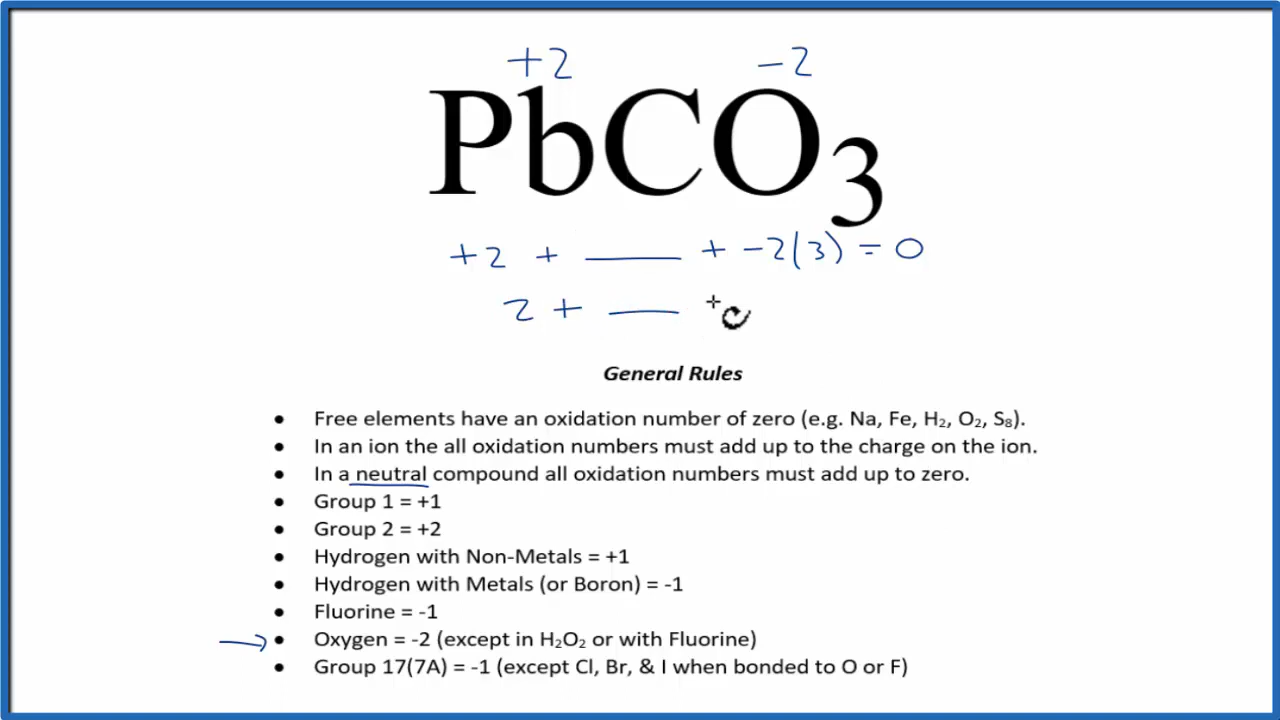 +2 -2
PbCO₃
+2 + ___ + -2(3) = 0
2 + ___
General Rules
• Free elements have an oxidation number of zero (e.g. Na, Fe, H₂, O₂, S₈).
• In an ion the all oxidation numbers must add up to the charge on the ion.
• In a neutral compound all oxidation numbers must add up to zero.
• Group 1 = +1
• Group 2 = +2
• Hydrogen with Non-Metals = +1
• Hydrogen with Metals (or Boron) = -1
• Fluorine = -1
• Oxygen = -2 (except in H₂O₂ or with Fluorine)
• Group 17(7A) = -1 (except Cl, Br, & I when bonded to O or F)